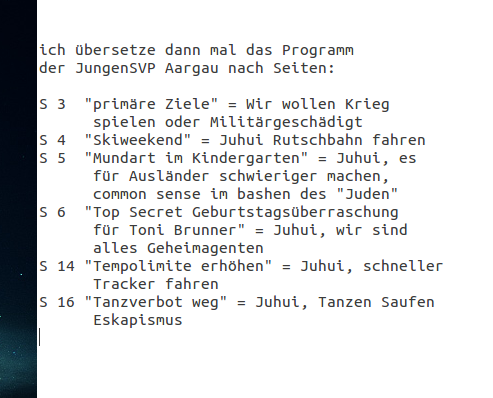 ich übersetze dann mal das Programm
der JungenSVP Aargau nach Seiten:
S 3 "primäre Ziele" = Wir wollen Krieg
spielen oder Militärgeschädigt
S 4 "Skiweekend" = Juhui Rutschbahn fahren
S 5 "Mundart im Kindergarten" = Juhui, es
für Ausländer schwieriger machen,
common sense im bashen des "Juden"
S 6 "Top Secret Geburtstagsüberraschung
für Toni Brunner" = Juhui, wir sind
alles Geheimagenten
S 14 "Tempolimite erhöhen" = Juhui, schneller
Tracker fahren
S 16 "Tanzverbot weg" = Juhui, Tanzen Saufen
Eskapismus